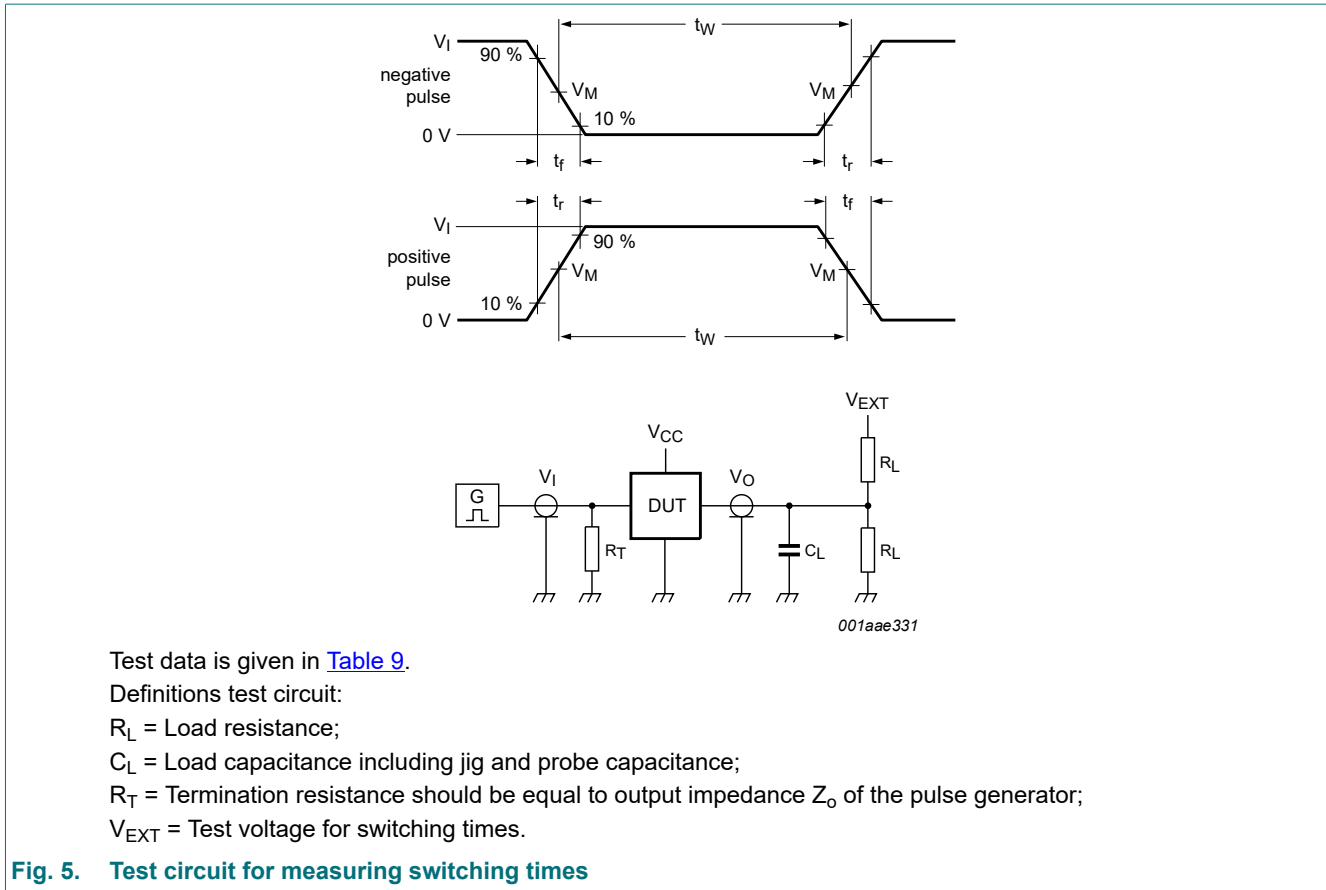 t_W
V_I
90 %
negative
pulse
V_M
V_M
10 %
0 V
t_f
t_r
t_r
t_f
V_I
90 %
positive
pulse
V_M
V_M
10 %
0 V
t_W
V_EXT
V_CC
R_L
V_I
V_O
G
DUT
R_T
C_L
R_L
001aae331
Test data is given in Table 9.
Definitions test circuit:
R_L = Load resistance;
C_L = Load capacitance including jig and probe capacitance;
R_T = Termination resistance should be equal to output impedance Z_o of the pulse generator;
V_EXT = Test voltage for switching times.
Fig. 5. Test circuit for measuring switching times